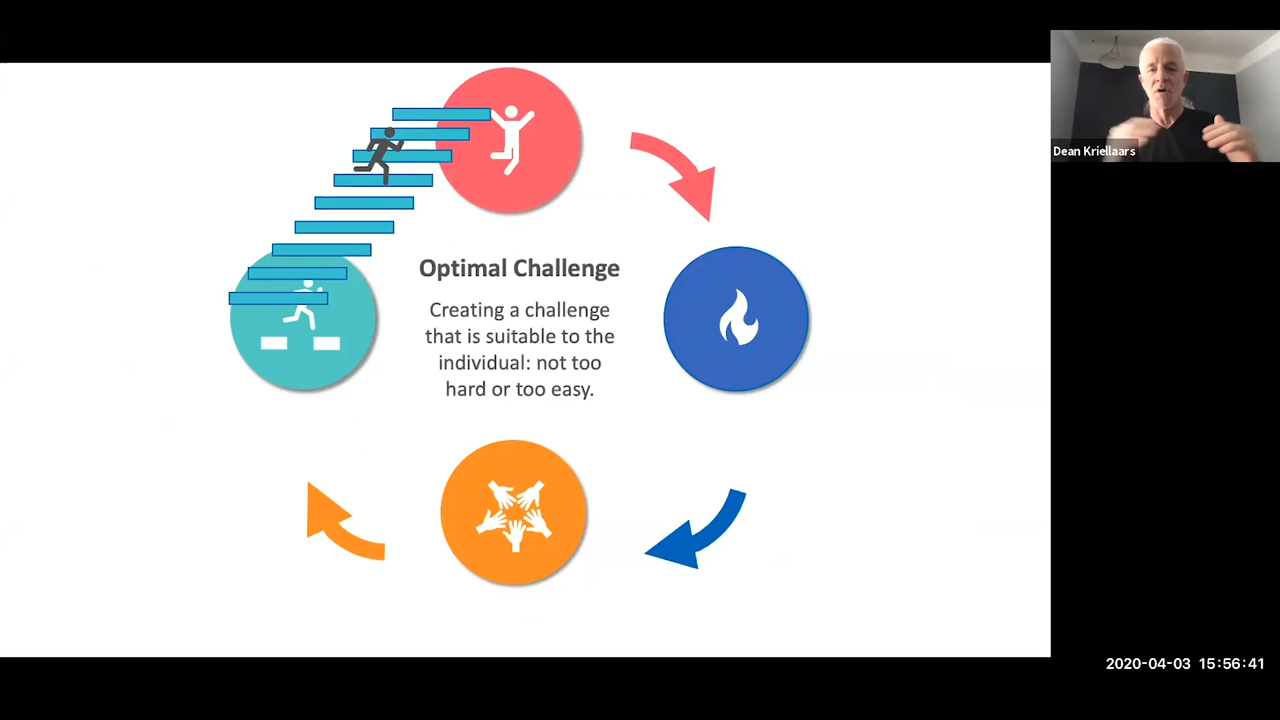 Dean Kriellaars
Optimal Challenge
Creating a challenge
that is suitable to the
individual: not too
hard or too easy.
2020-04-03 15:56:41